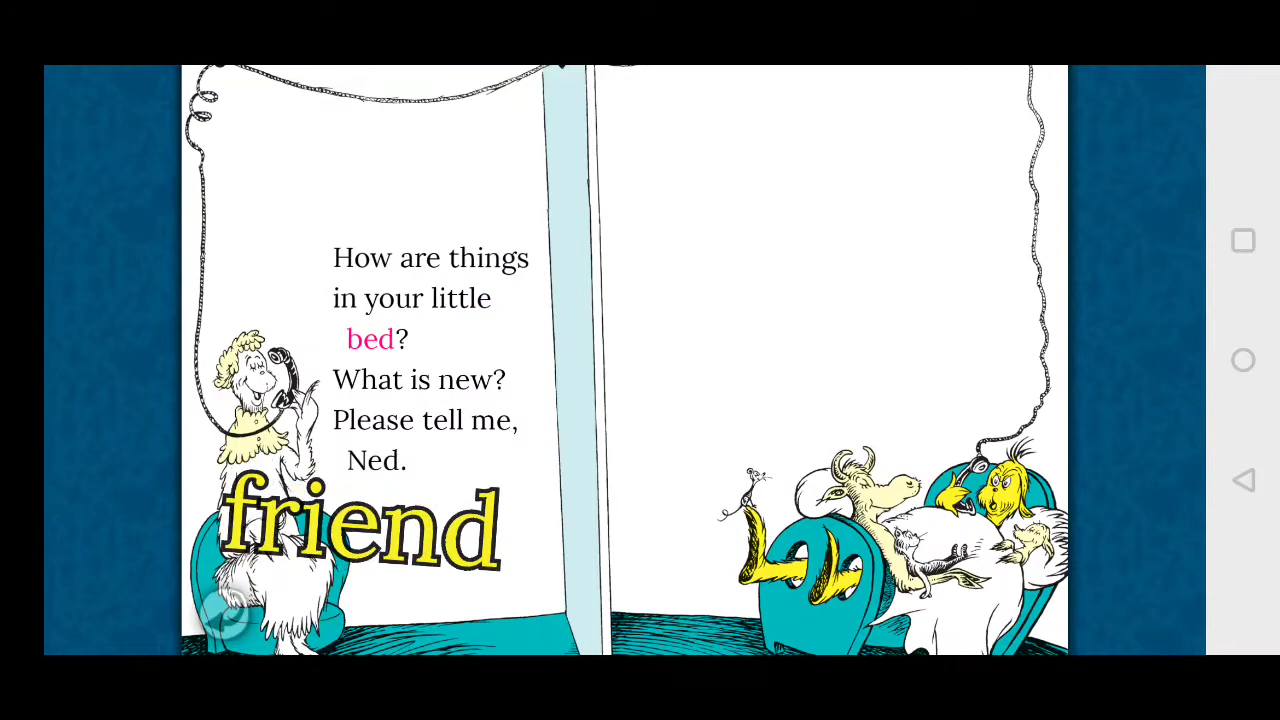 How are things
in your little
bed?
What is new?
Please tell me,
Ned.
friend